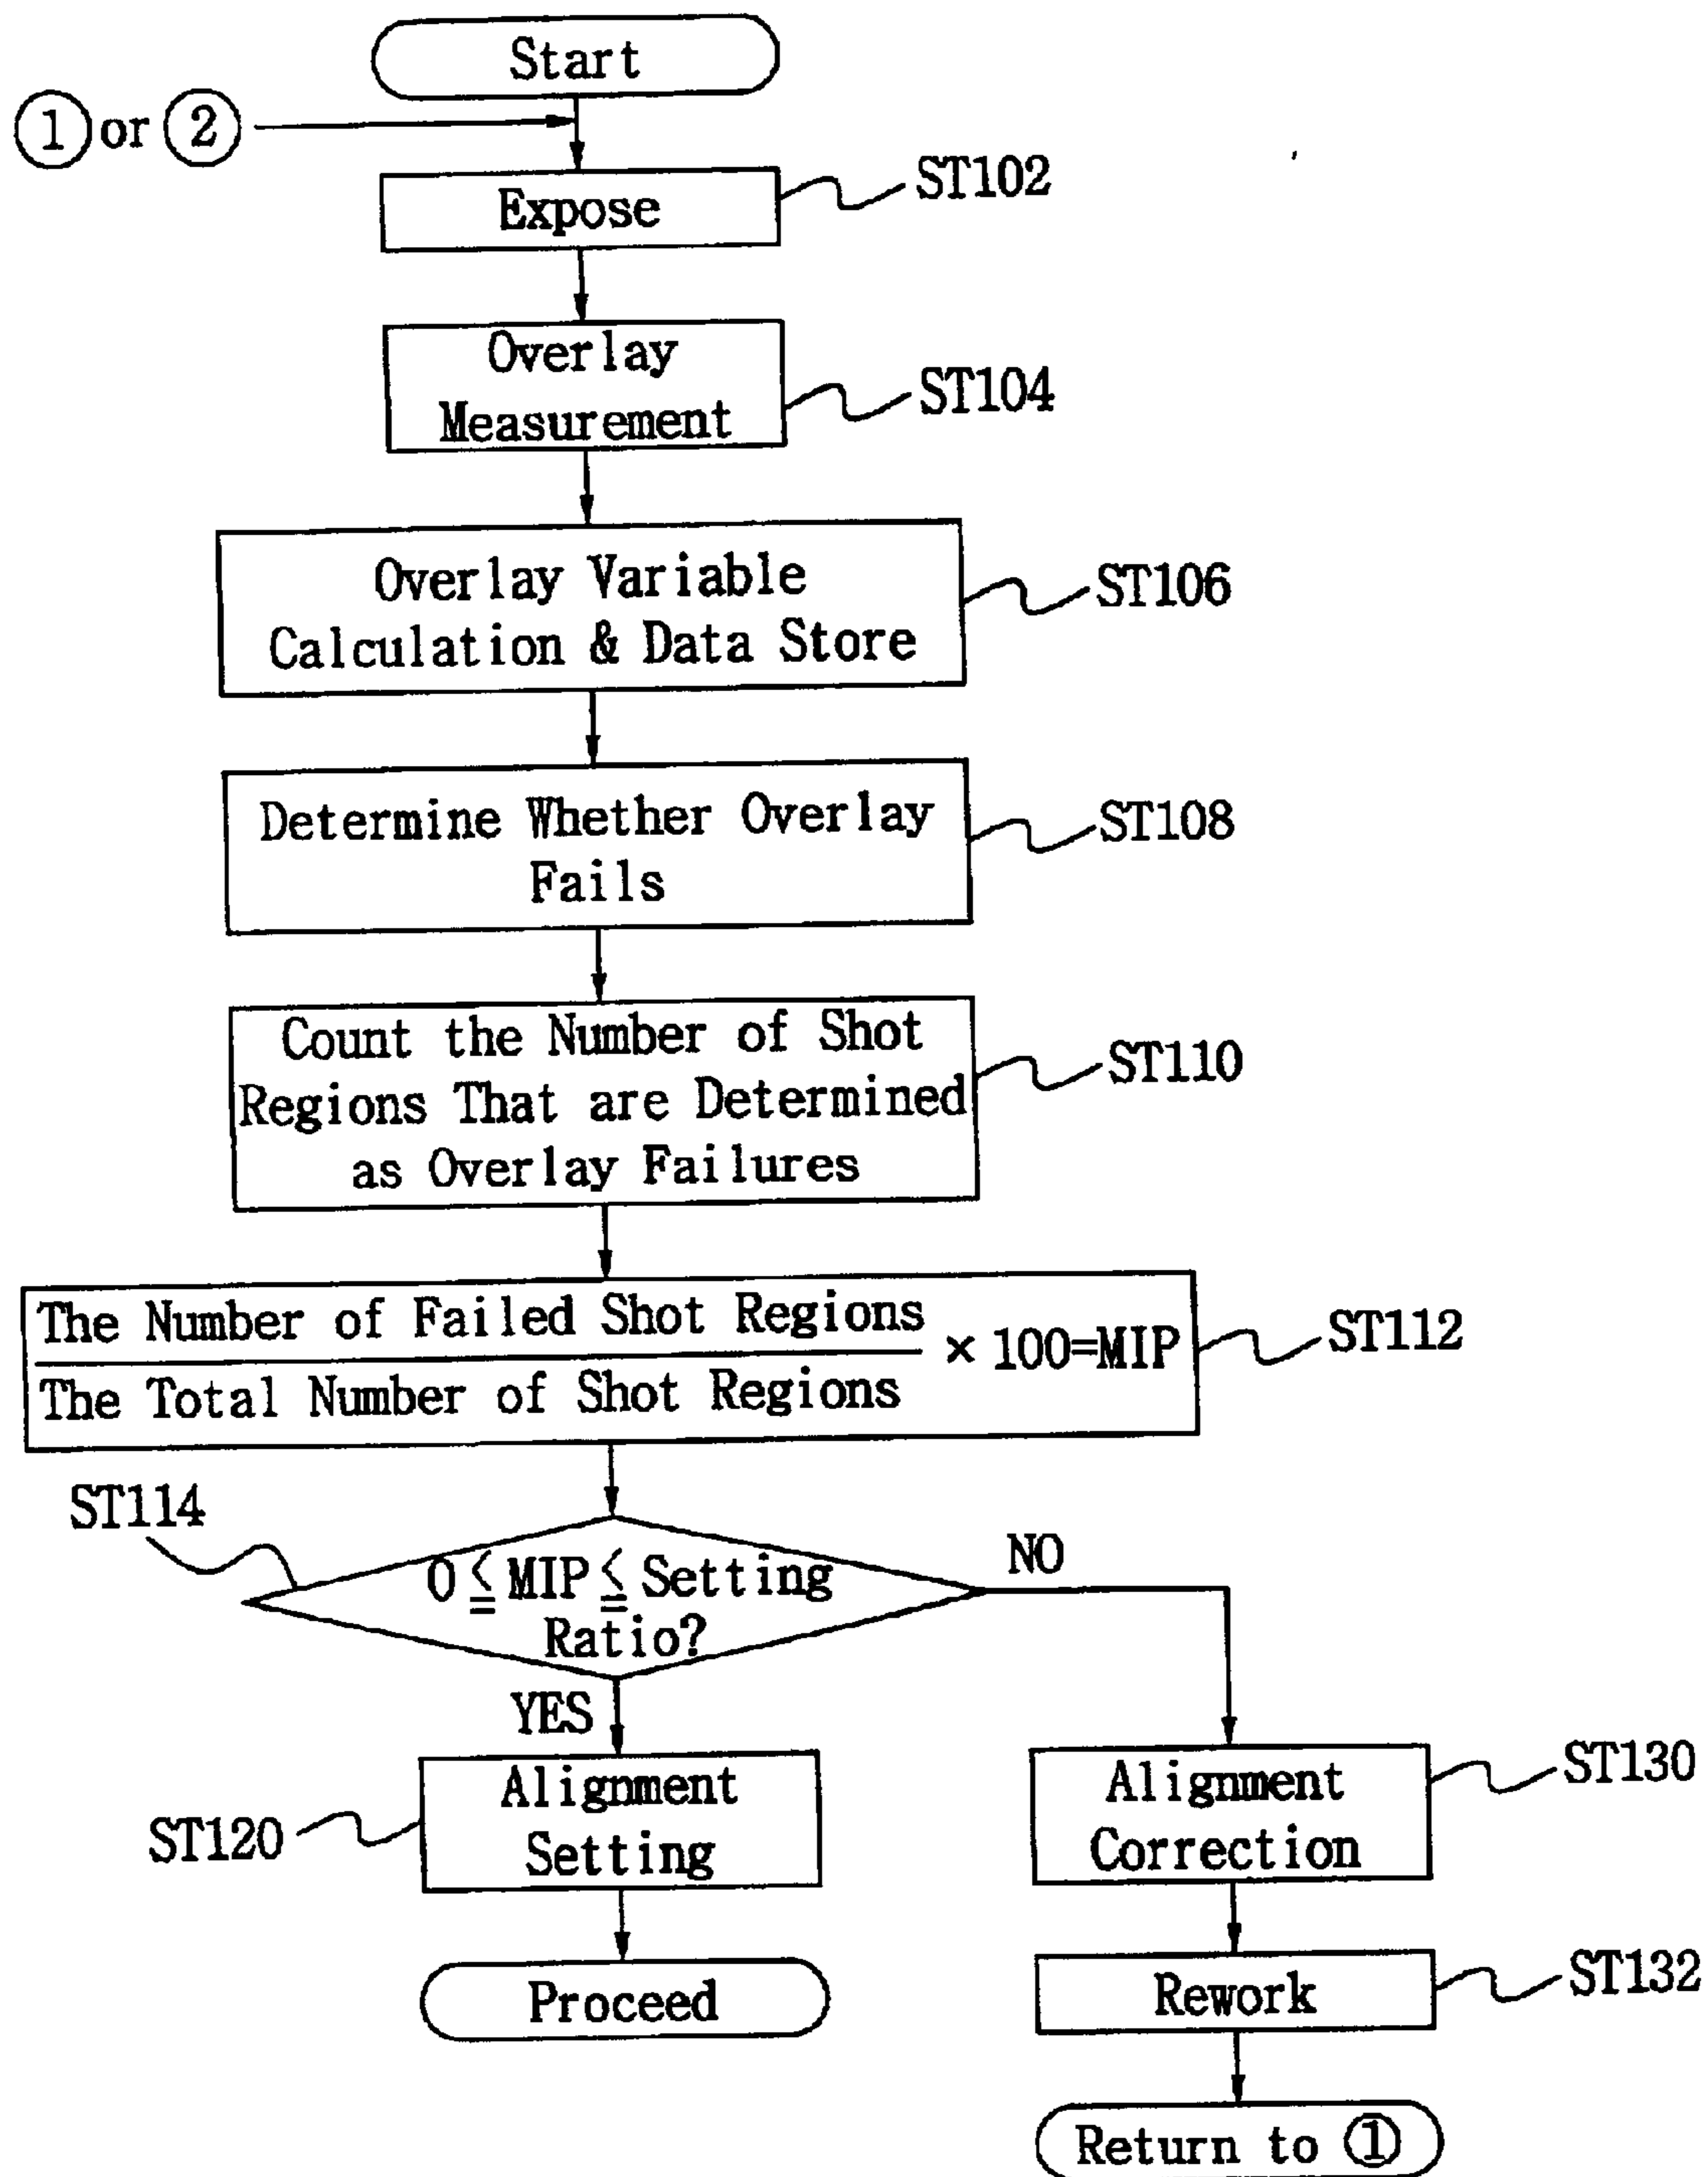 Start
① or ②
Expose
ST102
Overlay
Measurement
ST104
Overlay Variable
Calculation & Data Store
ST106
Determine Whether Overlay
Fails
ST108
Count the Number of Shot
Regions That are Determined
as Overlay Failures
ST110
The Number of Failed Shot Regions
The Total Number of Shot Regions
× 100=MIP
ST112
ST114
0≦MIP≦Setting
Ratio?
NO
YES
Alignment
Setting
ST120
Alignment
Correction
ST130
Proceed
Rework
ST132
Return to ①